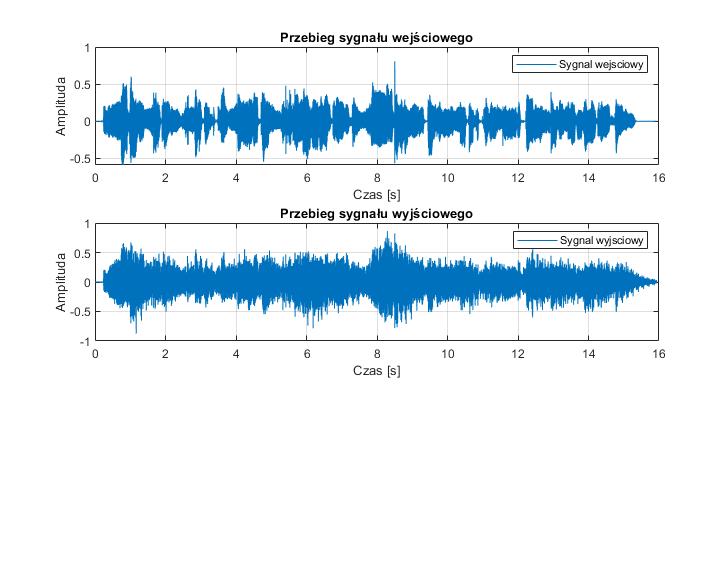 Przebieg sygnału wejściowego
Sygnal wejsciowy
Amplituda
1
0.5
0
-0.5
0 2 4 6 8 10 12 14 16
Czas [s]
Przebieg sygnału wyjściowego
Sygnal wyjsciowy
Amplituda
1
0.5
0
-0.5
-1
0 2 4 6 8 10 12 14 16
Czas [s]